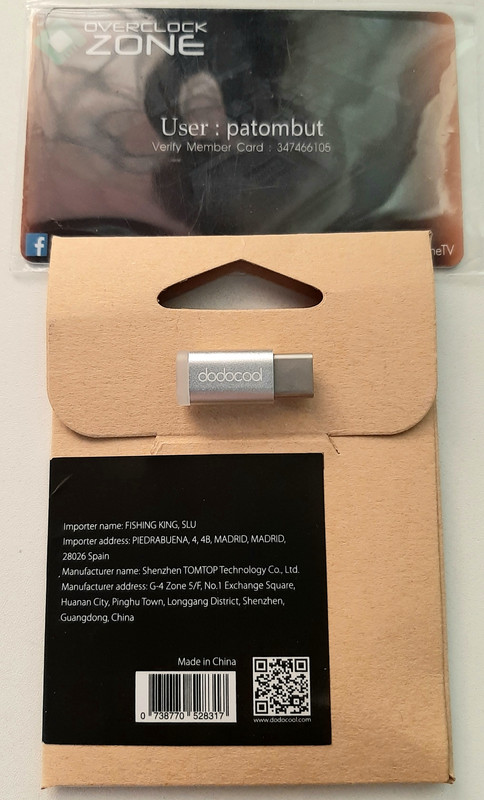 OVERCLOCK
ZONE
User : patombut
Verify Member Card : 347466105
f
neTV
dodocool
Importer name: FISHING KING, SLU
Importer address: PIEDRABUENA, 4, 4B, MADRID, MADRID,
28026 Spain
Manufacturer name: Shenzhen TOMTOP Technology Co., Ltd.
Manufacturer address: G-4 Zone 5/F, No.1 Exchange Square,
Huanan City, Pinghu Town, Longgang District, Shenzhen,
Guangdong, China
Made in China
0 738770 528317
www.dodocool.com